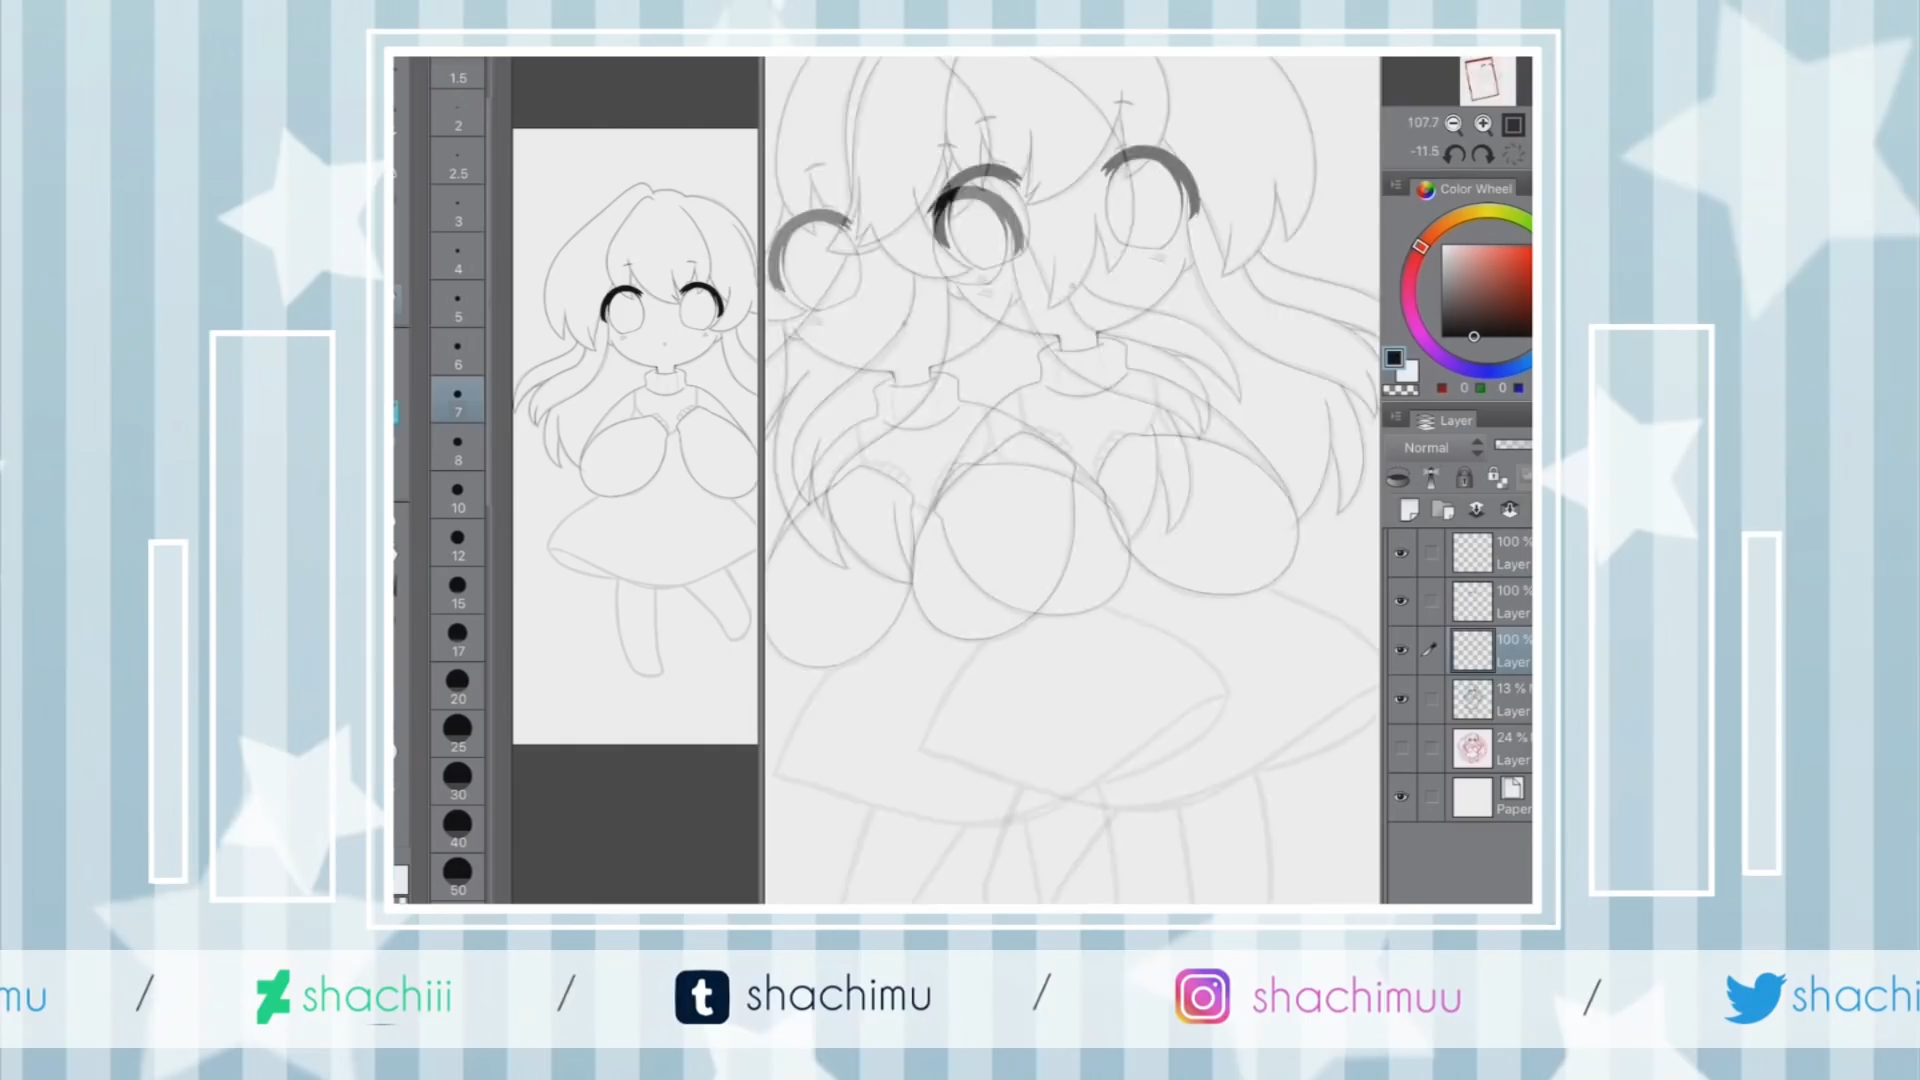 1.5
2
2.5
3
4
5
6
7
8
10
12
15
17
20
25
30
40
50
107.7
-11.5
Color Wheel
0 0
Layer
Normal
100 %
Layer
100 %
Layer
100 %
Layer
13 %
Layer
24 %
Layer
Paper
mu / shachiii / t shachimu / shachimuu / shachi